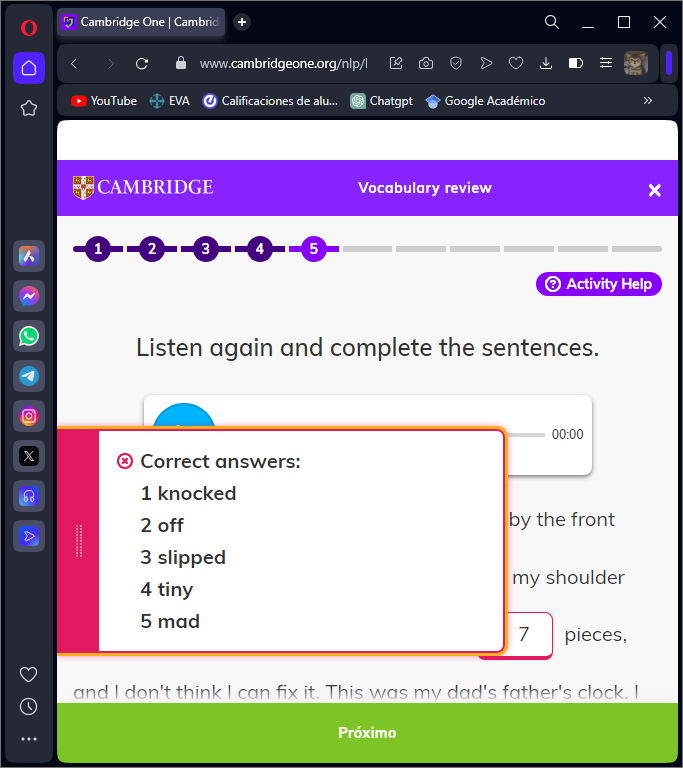 Cambridge One | Cambrid
www.cambridgeone.org/nlp/l
YouTube
EVA
Calificaciones de alu...
Chatgpt
Google Académico
»
CAMBRIDGE
Vocabulary review
1
2
3
4
5
Activity Help
Listen again and complete the sentences.
00:00
Correct answers:
1 knocked
2 off
3 slipped
4 tiny
5 mad
by the front
my shoulder
7 pieces,
and I don't think I can fix it. This was my dad's father's clock. I
Próximo